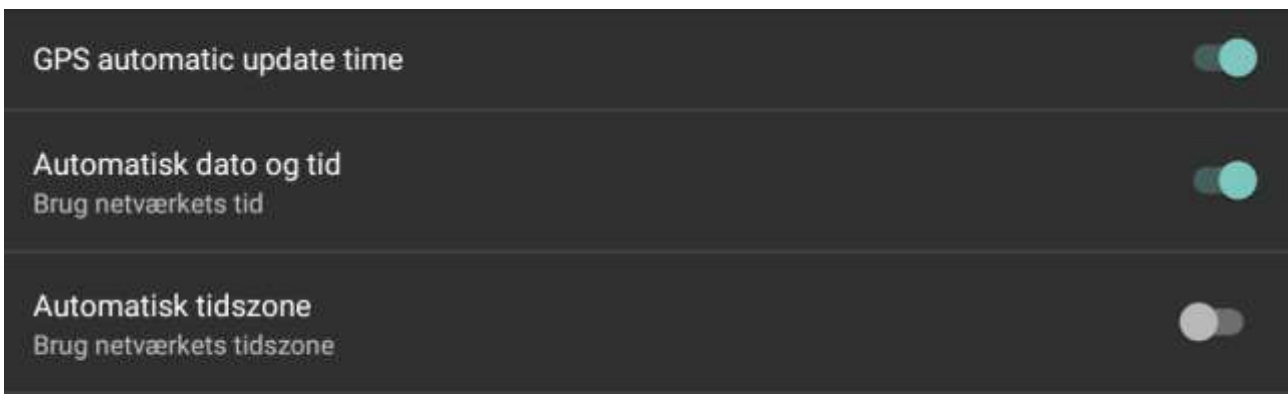 GPS automatic update time
Automatisk dato og tid
Brug netværkets tid
Automatisk tidszone
Brug netværkets tidszone